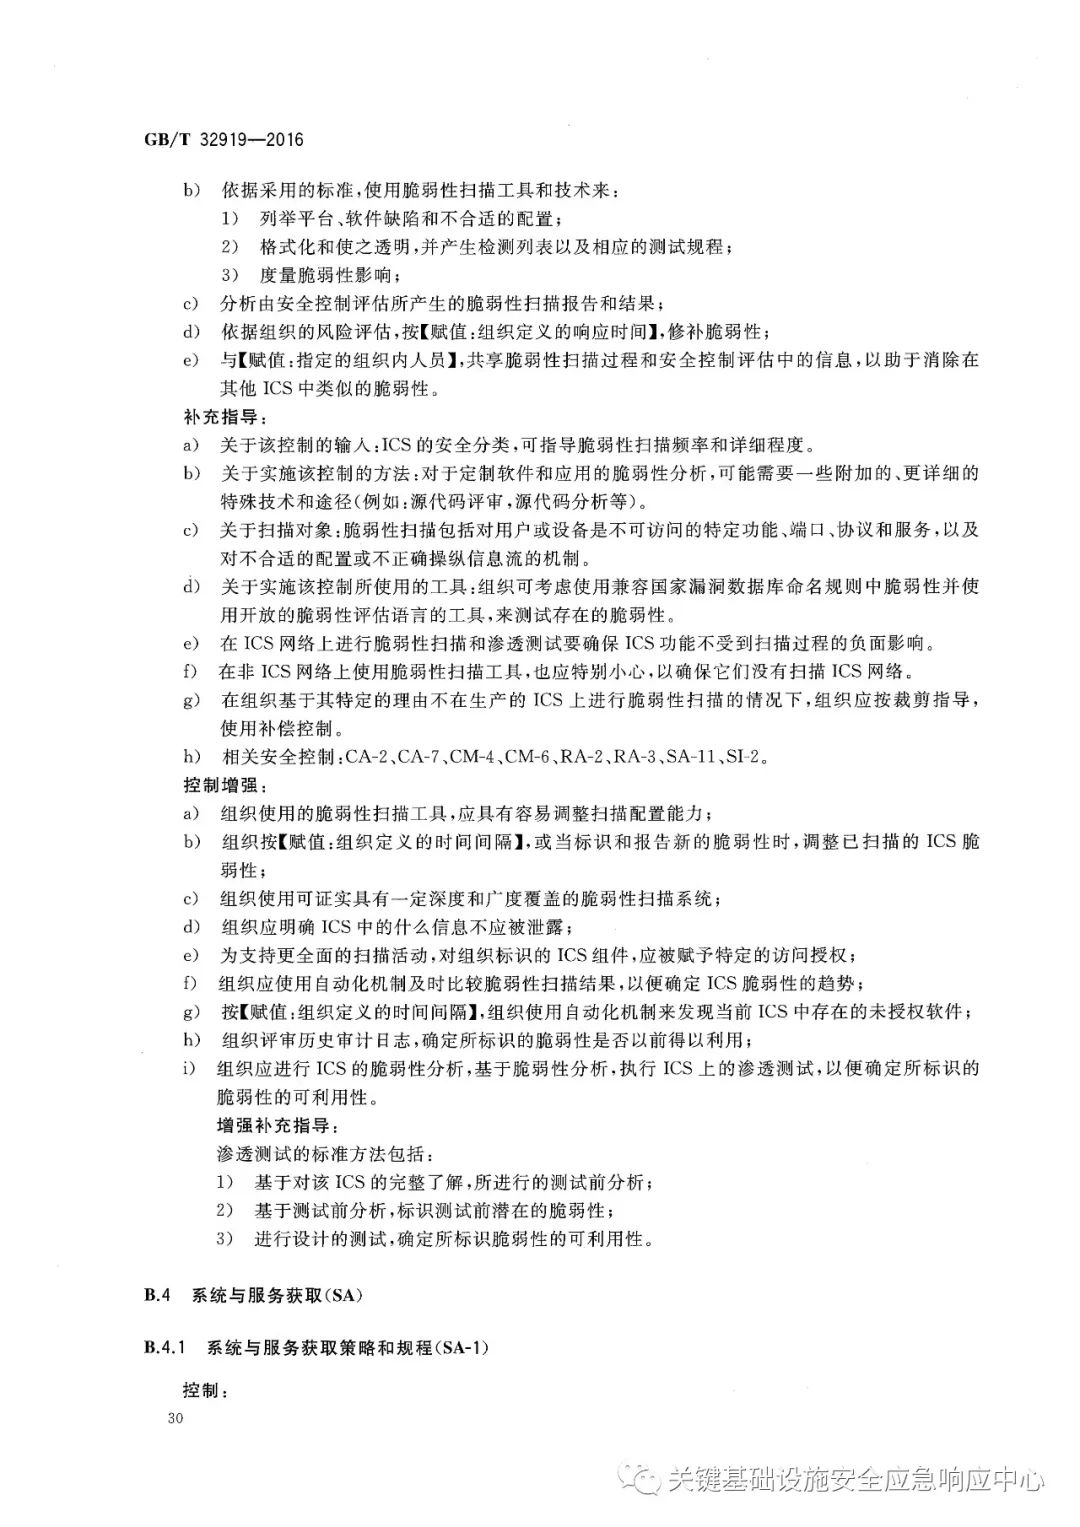 GB/T 32919—2016
b) 依据采用的标准,使用脆弱性扫描工具和技术来:
1) 列举平台、软件缺陷和不合适的配置;
2) 格式化和使之透明,并产生检测列表以及相应的测试规程;
3) 度量脆弱性影响;
c) 分析由安全控制评估所产生的脆弱性扫描报告和结果;
d) 依据组织的风险评估,按【赋值:组织定义的响应时间】,修补脆弱性;
e) 与【赋值:指定的组织内人员】,共享脆弱性扫描过程和安全控制评估中的信息,以助于消除在
其他 ICS 中类似的脆弱性。
补充指导:
a) 关于该控制的输入:ICS 的安全分类,可指导脆弱性扫描频率和详细程度。
b) 关于实施该控制的方法:对于定制软件和应用的脆弱性分析,可能需要一些附加的、更详细的
特殊技术和途径(例如:源代码评审,源代码分析等)。
c) 关于扫描对象:脆弱性扫描包括对用户或设备是不可访问的特定功能、端口、协议和服务,以及
对不合适的配置或不正确操纵信息流的机制。
d) 关于实施该控制所使用的工具:组织可考虑使用兼容国家漏洞数据库命名规则中脆弱性并使
用开放的脆弱性评估语言的工具,来测试存在的脆弱性。
e) 在 ICS 网络上进行脆弱性扫描和渗透测试要确保 ICS 功能不受到扫描过程的负面影响。
f) 在非 ICS 网络上使用脆弱性扫描工具,也应特别小心,以确保它们没有扫描 ICS 网络。
g) 在组织基于其特定的理由不在生产的 ICS 上进行脆弱性扫描的情况下,组织应按裁剪指导,
使用补偿控制。
h) 相关安全控制:CA-2、CA-7、CM-4、CM-6、RA-2、RA-3、SA-11、SI-2。
控制增强:
a) 组织使用的脆弱性扫描工具,应具有容易调整扫描配置能力;
b) 组织按【赋值:组织定义的时间间隔】,或当标识和报告新的脆弱性时,调整已扫描的 ICS 脆
弱性;
c) 组织使用可证实具有一定深度和广度覆盖的脆弱性扫描系统;
d) 组织应明确 ICS 中的什么信息不应被泄露;
e) 为支持更全面的扫描活动,对组织标识的 ICS 组件,应被赋予特定的访问授权;
f) 组织应使用自动化机制及时比较脆弱性扫描结果,以便确定 ICS 脆弱性的趋势;
g) 按【赋值:组织定义的时间间隔】,组织使用自动化机制来发现当前 ICS 中存在的未授权软件;
h) 组织评审历史审计日志,确定所标识的脆弱性是否以前得以利用;
i) 组织应进行 ICS 的脆弱性分析,基于脆弱性分析,执行 ICS 上的渗透测试,以便确定所标识的
脆弱性的可利用性。
增强补充指导:
渗透测试的标准方法包括:
1) 基于对该 ICS 的完整了解,所进行的测试前分析;
2) 基于测试前分析,标识测试前潜在的脆弱性;
3) 进行设计的测试,确定所标识脆弱性的可利用性。
B.4 系统与服务获取(SA)
B.4.1 系统与服务获取策略和规程(SA-1)
控制:
30
关键基础设施安全应急响应中心